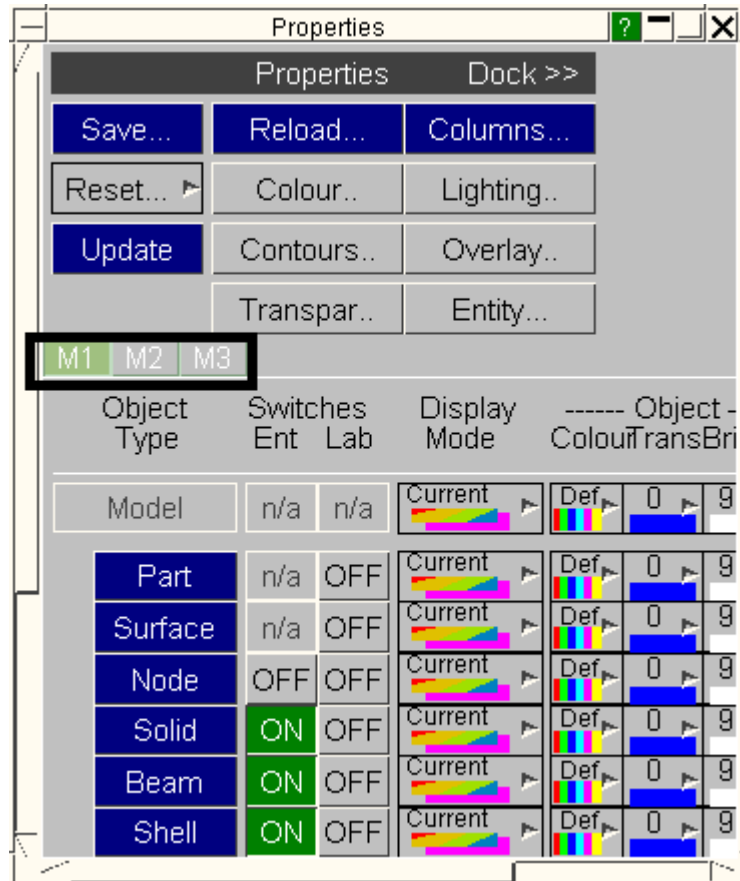 Properties ?
Properties Dock >>
Save... Reload... Columns...
Reset... Colour.. Lighting..
Update Contours.. Overlay..
Transpar.. Entity...
M1 M2 M3
Object Switches Display ------ Object -
Type Ent Lab Mode Colour Trans Bri
Model n/a n/a Current Def 0 9
Part n/a OFF Current Def 0 9
Surface n/a OFF Current Def 0 9
Node OFF OFF Current Def 0 9
Solid ON OFF Current Def 0 9
Beam ON OFF Current Def 0 9
Shell ON OFF Current Def 0 9